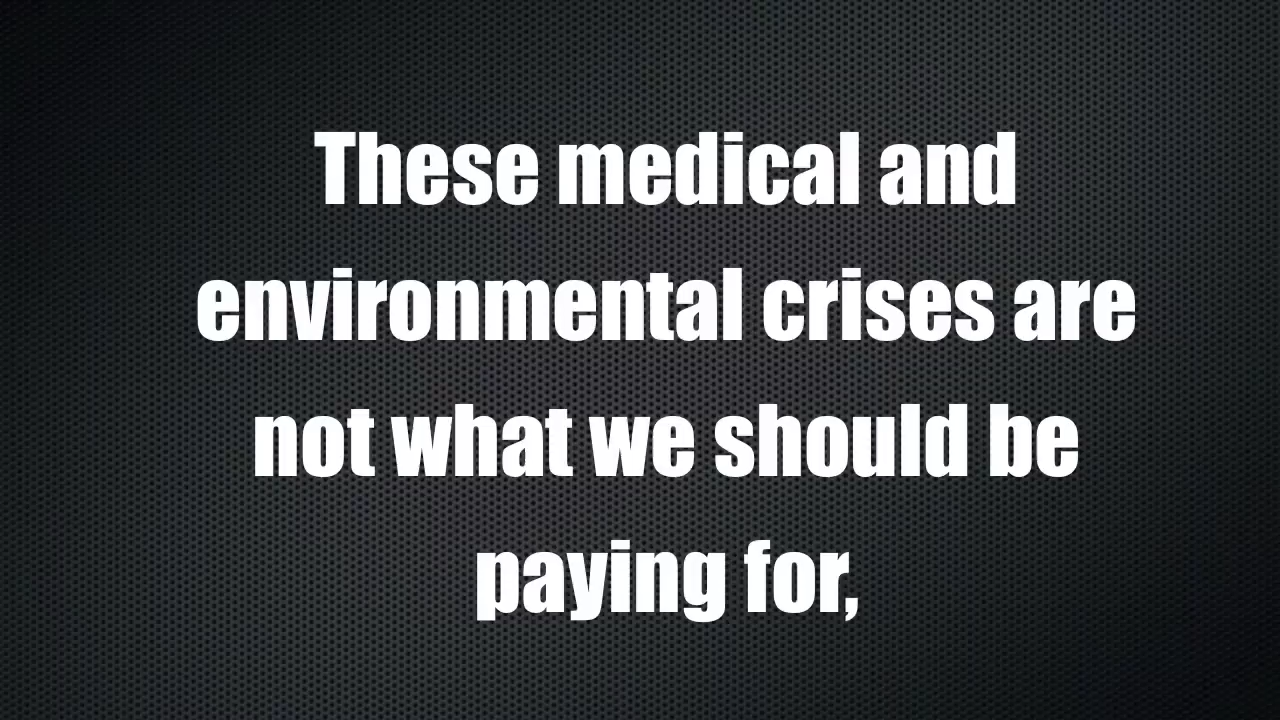 These medical and
environmental crises are
not what we should be
paying for,